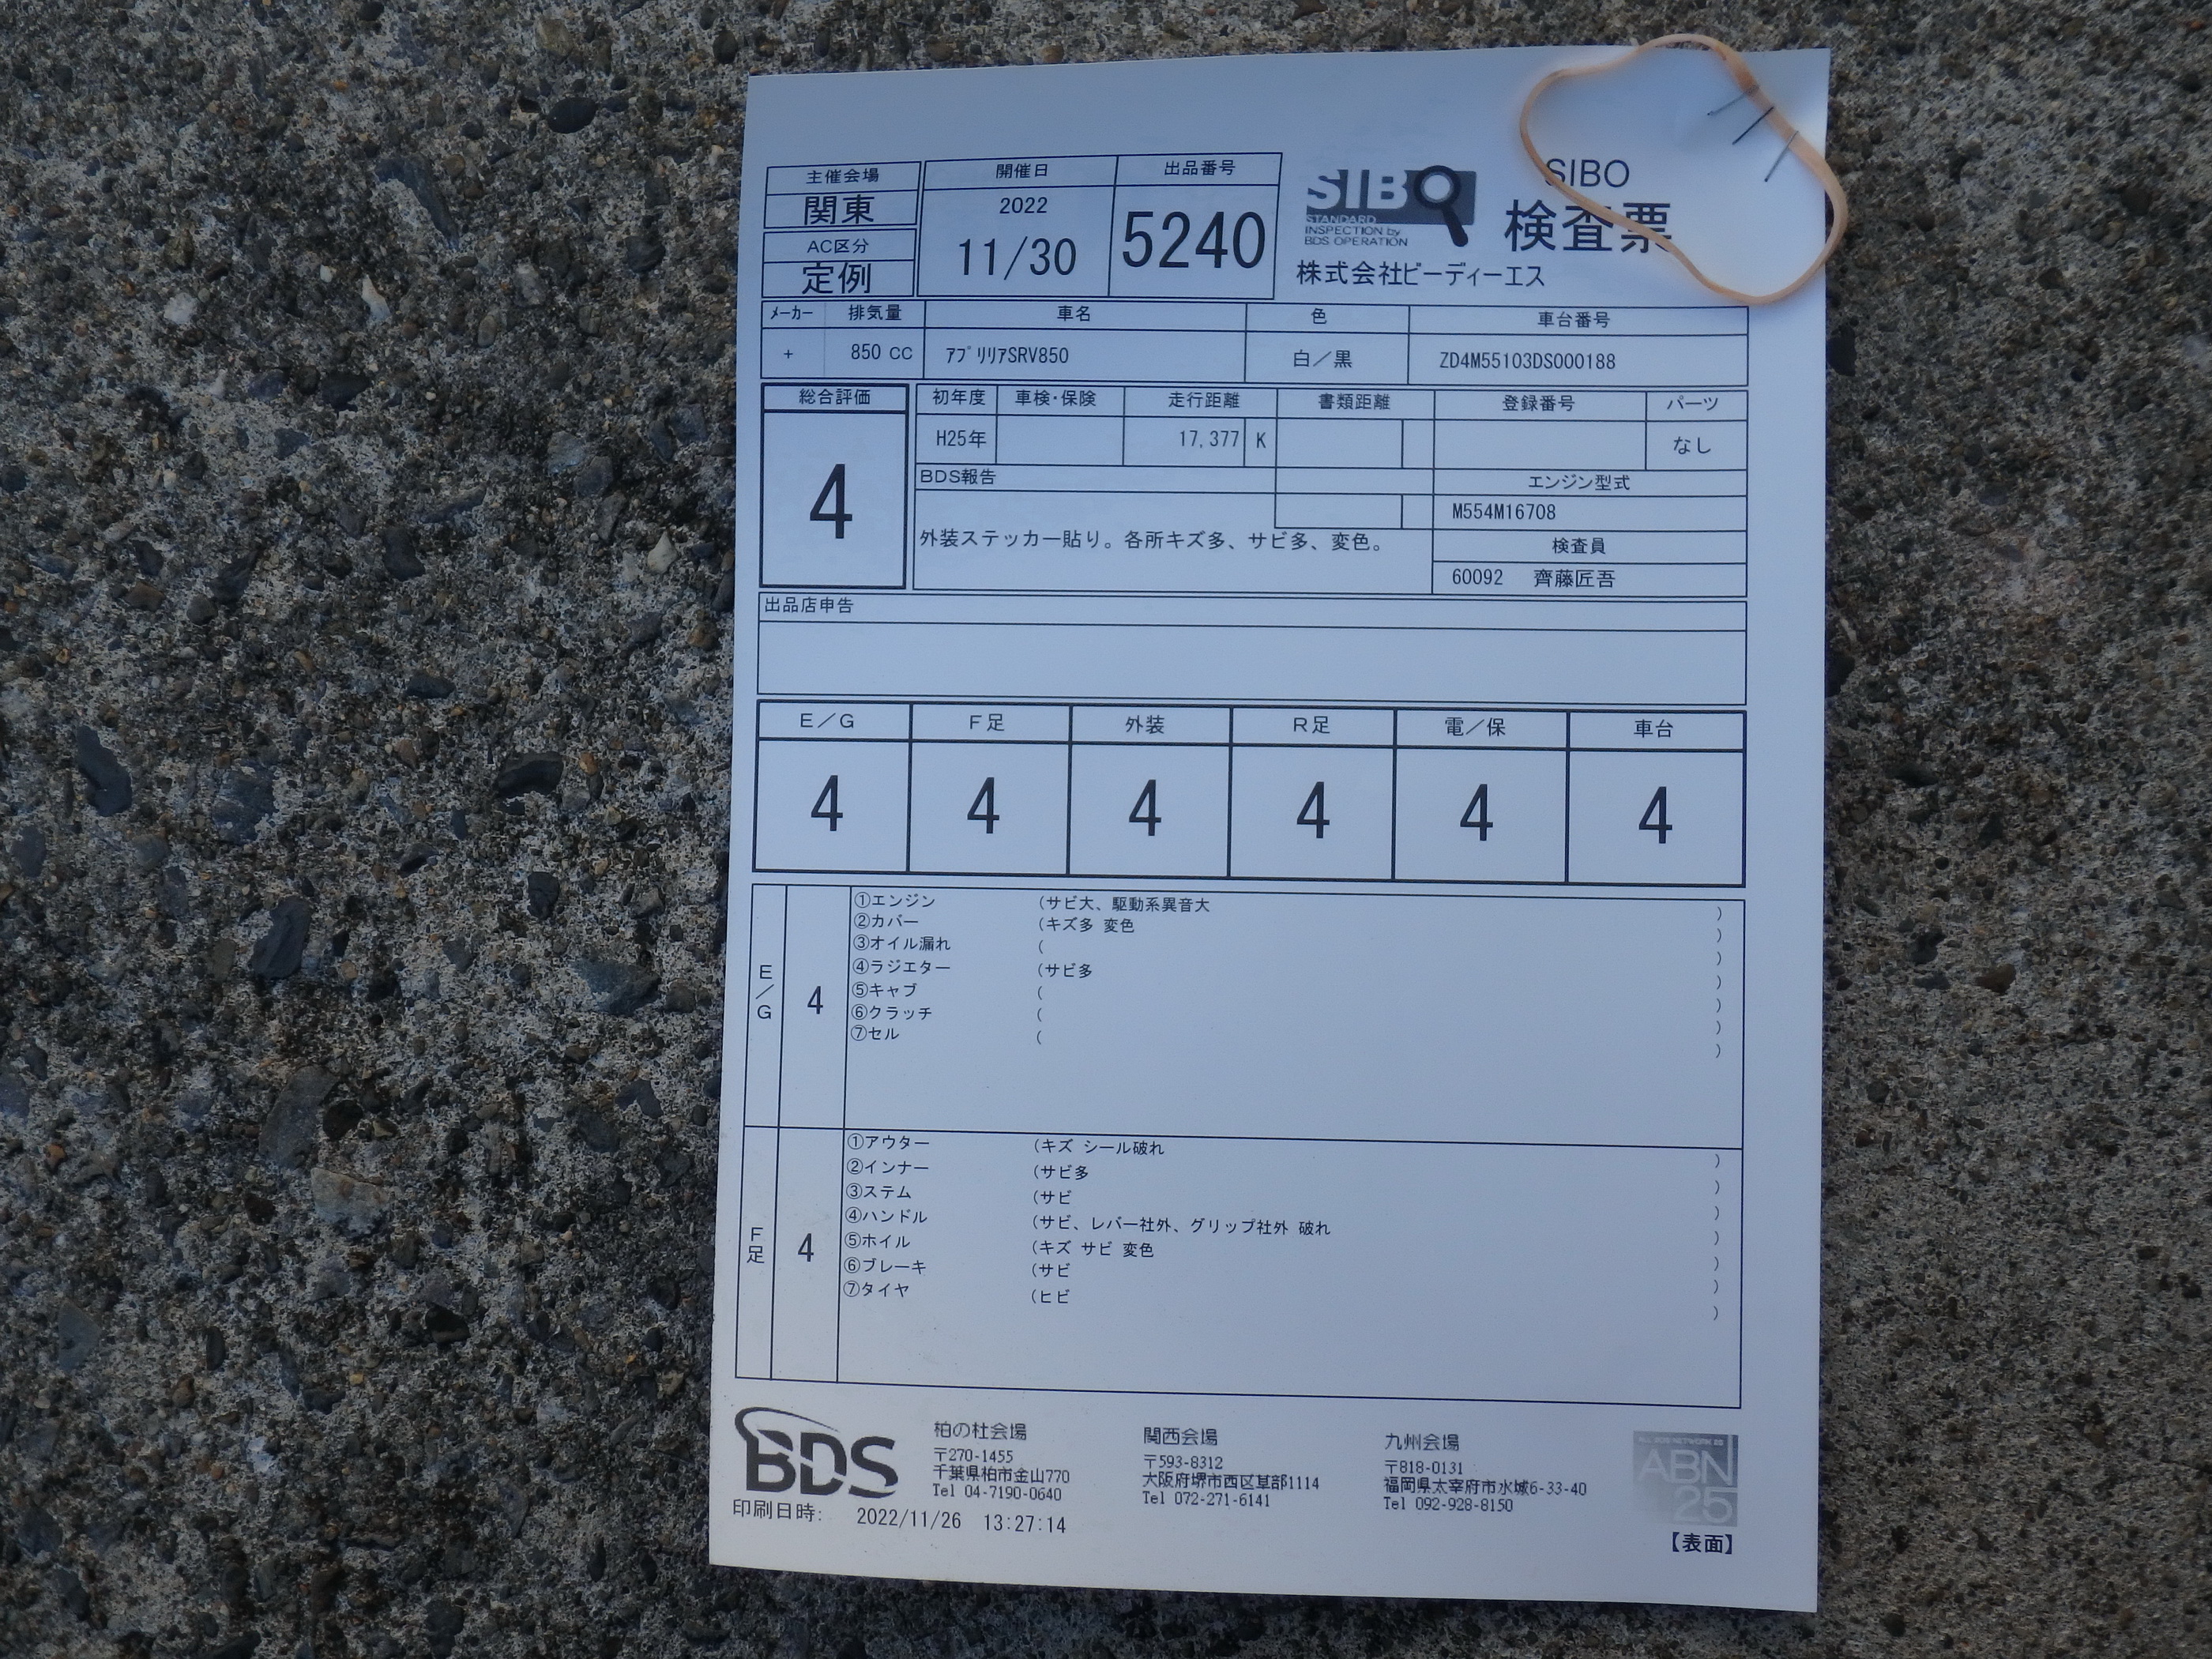 主催会場
関東
AC区分
定例
開催日
2022
11/30
出品番号
5240
SIBO
STANDARD
INSPECTION by
BDS OPERATION
SIBO
検査票
株式会社ビーディーエス
メーカー 排気量 車名 色 車台番号
+ 850 CC アプリリアSRV850 白/黒 ZD4M55103DS000188
総合評価
4
初年度 車検・保険 走行距離 書類距離 登録番号 パーツ
H25年 17,377 K なし
BDS報告
外装ステッカー貼り。各所キズ多、サビ多、変色。
エンジン型式
M554M16708
検査員
60092 齊藤匠吾
出品店申告
E/G F足 外装 R足 電/保 車台
4 4 4 4 4 4
E/G 4
①エンジン (サビ大、駆動系異音大 )
②カバー (キズ多 変色 )
③オイル漏れ ( )
④ラジエター (サビ多 )
⑤キャブ ( )
⑥クラッチ ( )
⑦セル ( )
F足 4
①アウター (キズ シール破れ )
②インナー (サビ多 )
③ステム (サビ )
④ハンドル (サビ、レバー社外、グリップ社外 破れ )
⑤ホイル (キズ サビ 変色 )
⑥ブレーキ (サビ )
⑦タイヤ (ヒビ )
BDS
柏の杜会場
〒270-1455
千葉県柏市金山770
Tel 04-7190-0640
関西会場
〒593-8312
大阪府堺市西区草部1114
Tel 072-271-6141
九州会場
〒818-0131
福岡県太宰府市水城6-33-40
Tel 092-928-8150
ABN
25
印刷日時: 2022/11/26 13:27:14
【表面】